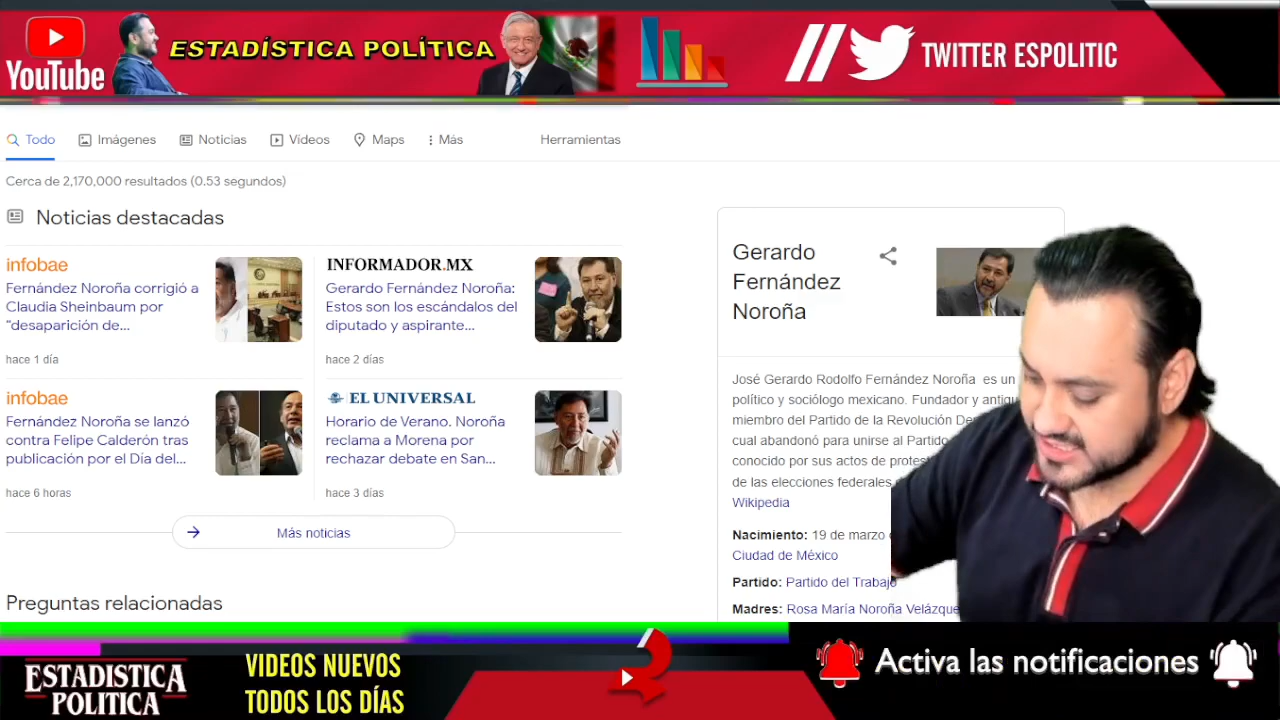 YouTube
ESTADÍSTICA POLÍTICA
TWITTER ESPOLITIC
Todo
Imágenes
Noticias
Videos
Maps
Más
Herramientas
Cerca de 2,170,000 resultados (0.53 segundos)
Noticias destacadas
infobae
Fernández Noroña corrigió a
Claudia Sheinbaum por
“desaparición de...
hace 1 día
INFORMADOR.MX
Gerardo Fernández Noroña:
Estos son los escándalos del
diputado y aspirante...
hace 2 días
infobae
Fernández Noroña se lanzó
contra Felipe Calderón tras
publicación por el Día del...
hace 6 horas
EL UNIVERSAL
Horario de Verano. Noroña
reclama a Morena por
rechazar debate en San...
hace 3 días
Más noticias
Preguntas relacionadas
Gerardo
Fernández
Noroña
José Gerardo Rodolfo Fernández Noroña es un
político y sociólogo mexicano. Fundador y
miembro del Partido de la Revolución
cual abandonó para unirse al Partido
conocido por sus actos de
de las elecciones federales
Wikipedia
Nacimiento: 19 de marzo
Ciudad de México
Partido: Partido del Trabajo
Madres: Rosa María Noroña
ESTADISTICA
POLITICA
VIDEOS NUEVOS
TODOS LOS DÍAS
Activa las notificaciones